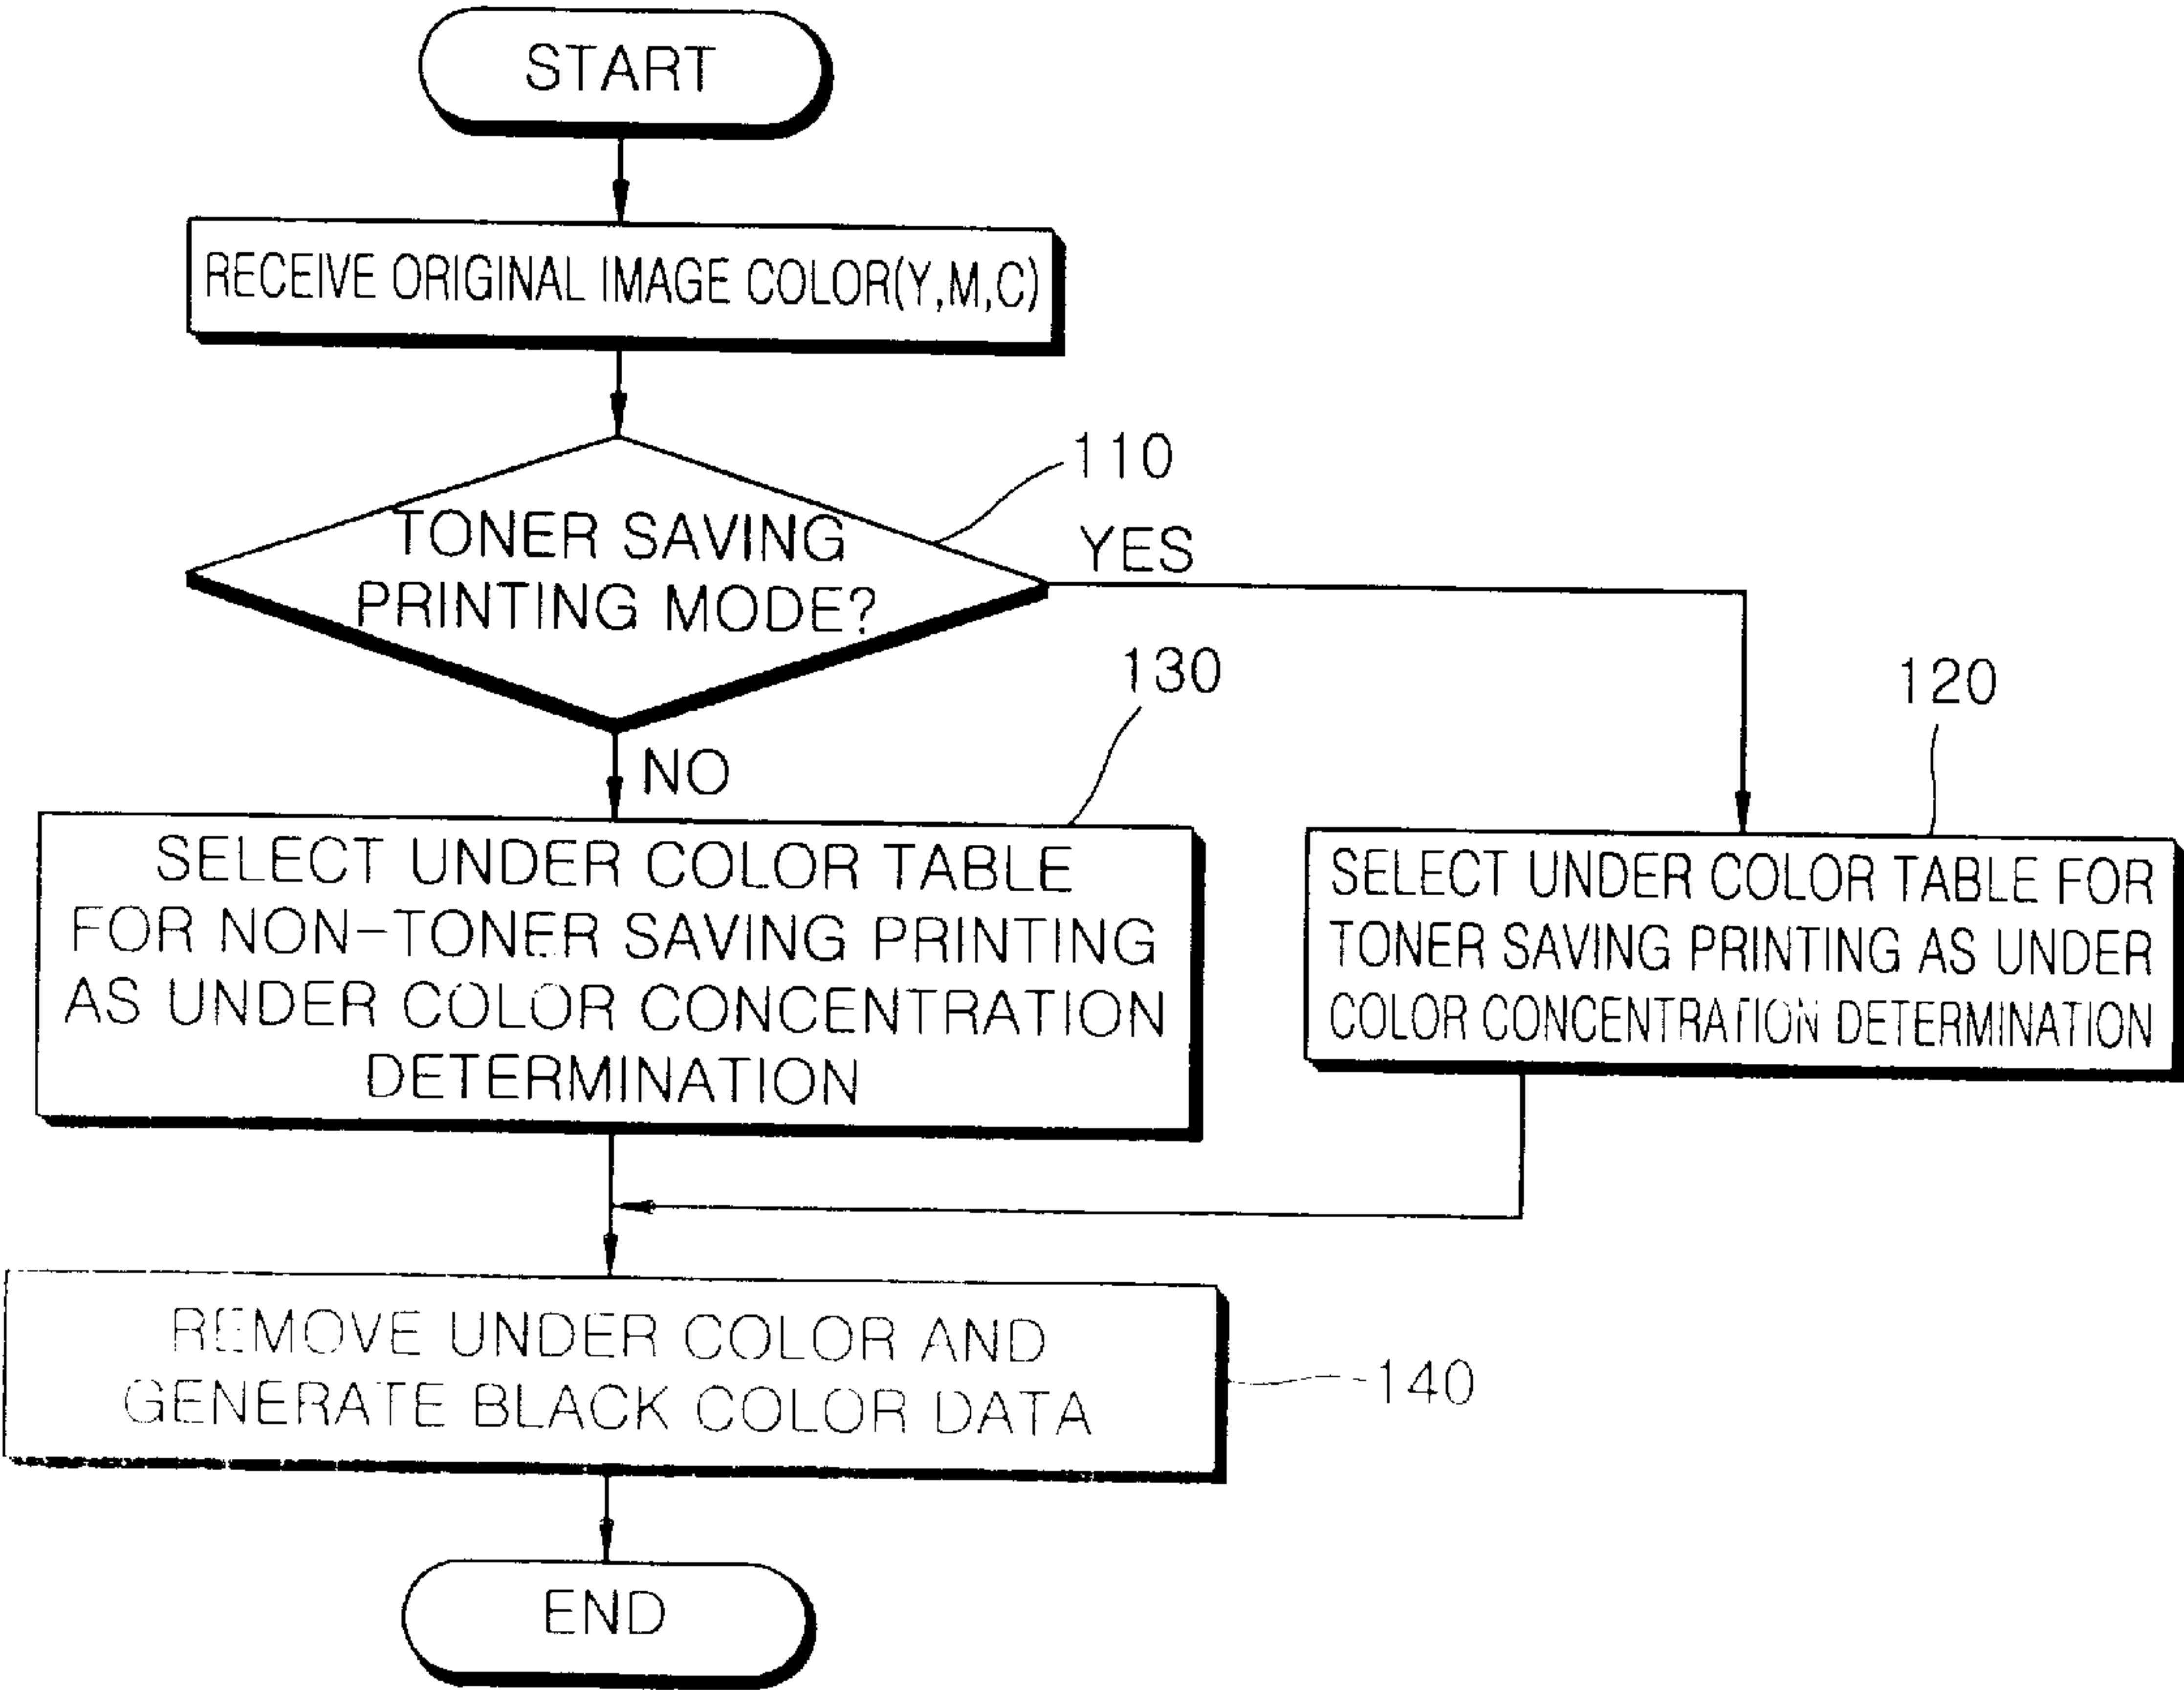 START
RECEIVE ORIGINAL IMAGE COLOR(Y,M,C)
110
TONER SAVING
PRINTING MODE?
YES
130
120
NO
SELECT UNDER COLOR TABLE
FOR NON-TONER SAVING PRINTING
AS UNDER COLOR CONCENTRATION
DETERMINATION
SELECT UNDER COLOR TABLE FOR
TONER SAVING PRINTING AS UNDER
COLOR CONCENTRATION DETERMINATION
REMOVE UNDER COLOR AND
GENERATE BLACK COLOR DATA
140
END